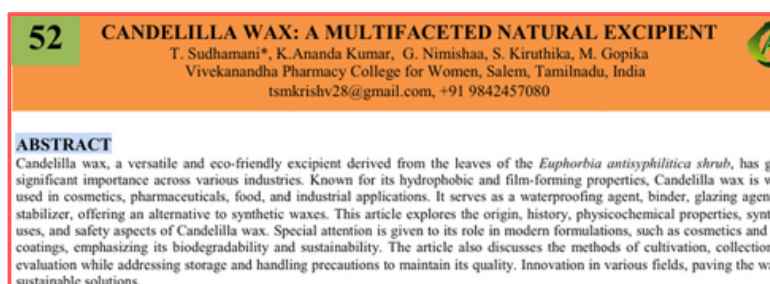 52
CANDELILLA WAX: A MULTIFACETED NATURAL EXCIPIENT
T. Sudhamani*, K.Ananda Kumar, G. Nimishaa, S. Kiruthika, M. Gopika
Vivekanandha Pharmacy College for Women, Salem, Tamilnadu, India
tsmkrishv28@gmail.com, +91 9842457080
ABSTRACT
Candelilla wax, a versatile and eco-friendly excipient derived from the leaves of the Euphorbia antisyphilitica shrub, has
significant importance across various industries. Known for its hydrophobic and film-forming properties, Candelilla wax is
used in cosmetics, pharmaceuticals, food, and industrial applications. It serves as a waterproofing agent, binder, glazing
stabilizer, offering an alternative to synthetic waxes. This article explores the origin, history, physicochemical properties,
uses, and safety aspects of Candelilla wax. Special attention is given to its role in modern formulations, such as cosmetics and
coatings, emphasizing its biodegradability and sustainability. The article also discusses the methods of cultivation,
evaluation while addressing storage and handling precautions to maintain its quality. Innovation in various fields, paving the
sustainable solutions.